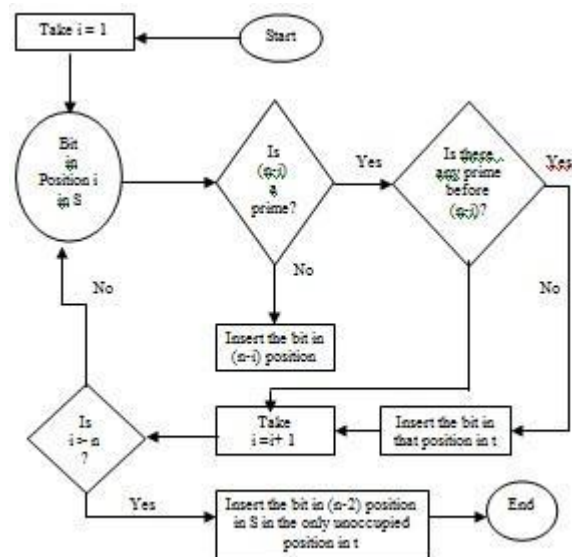 Take i = 1
Start
Bit
in
Position i
in S
Is
(n-i)
a
prime?
Yes
Is there
any prime
before
(n-i)?
Yes
No
No
No
Insert the bit in
(n-i) position
Is
i > n
?
Take
i =i+ 1
Insert the bit in
that position in t
Yes
Insert the bit in (n-2) position
in S in the only unoccupied
position in t
End